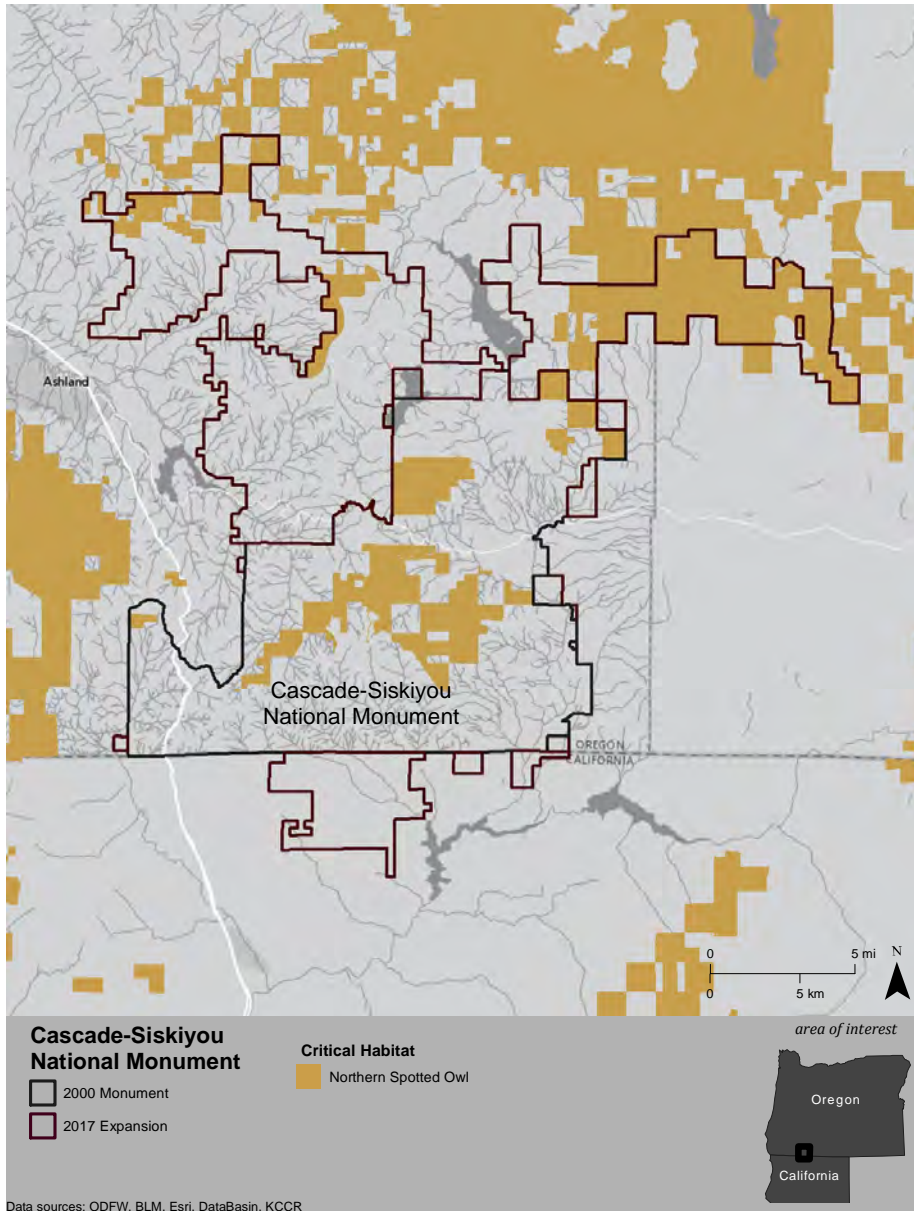 Ashland
Cascade-Siskiyou
National Monument
OREGON
CALIFORNIA
0 5 mi
N
0 5 km
Cascade-Siskiyou
National Monument
2000 Monument
2017 Expansion
Critical Habitat
Northern Spotted Owl
area of interest
Oregon
California
Data sources: ODFW, BLM, Esri, DataBasin, KCCR